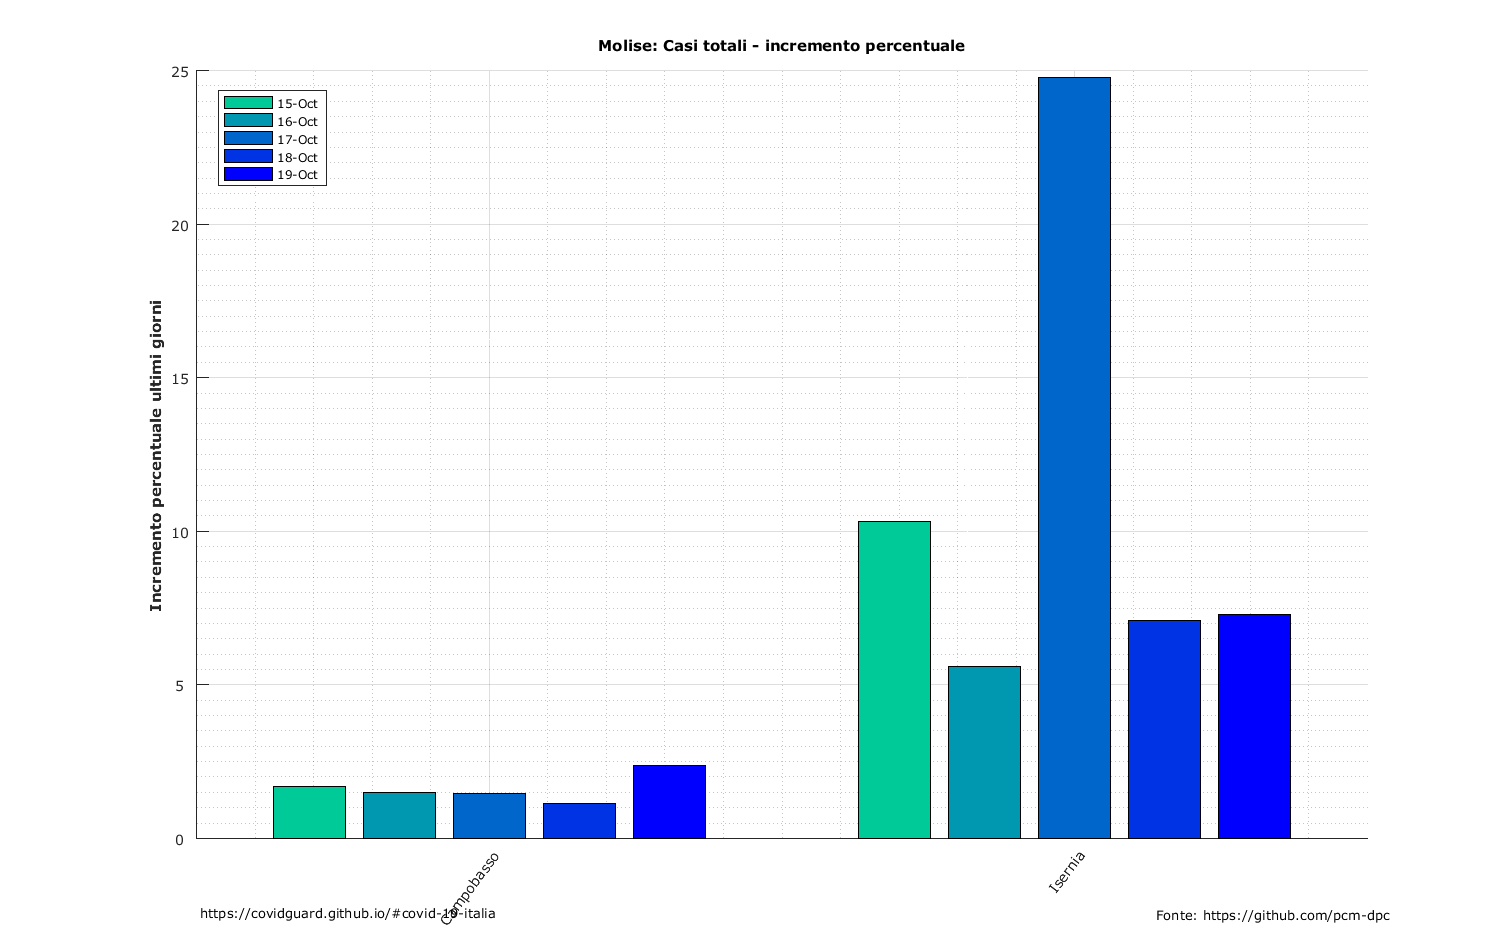 Molise: Casi totali - incremento percentuale
25
20
15
10
5
0
Incremento percentuale ultimi giorni
15-Oct
16-Oct
17-Oct
18-Oct
19-Oct
Campobasso
Isernia
https://covidguard.github.io/#covid-19-italia
Fonte: https://github.com/pcm-dpc